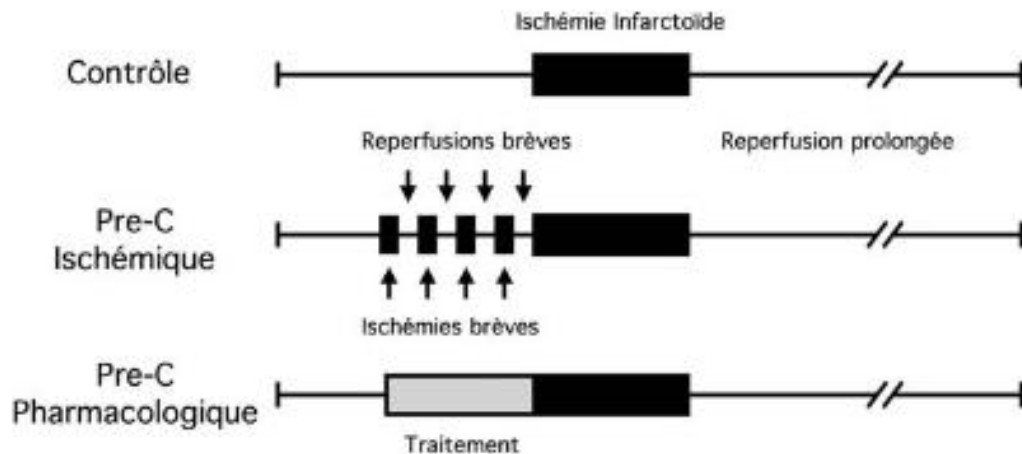 Ischémie Infarctoïde
Contrôle
Reperfusions brèves
Reperfusion prolongée
Pre-C
Ischémique
Ischémies brèves
Pre-C
Pharmacologique
Traitement